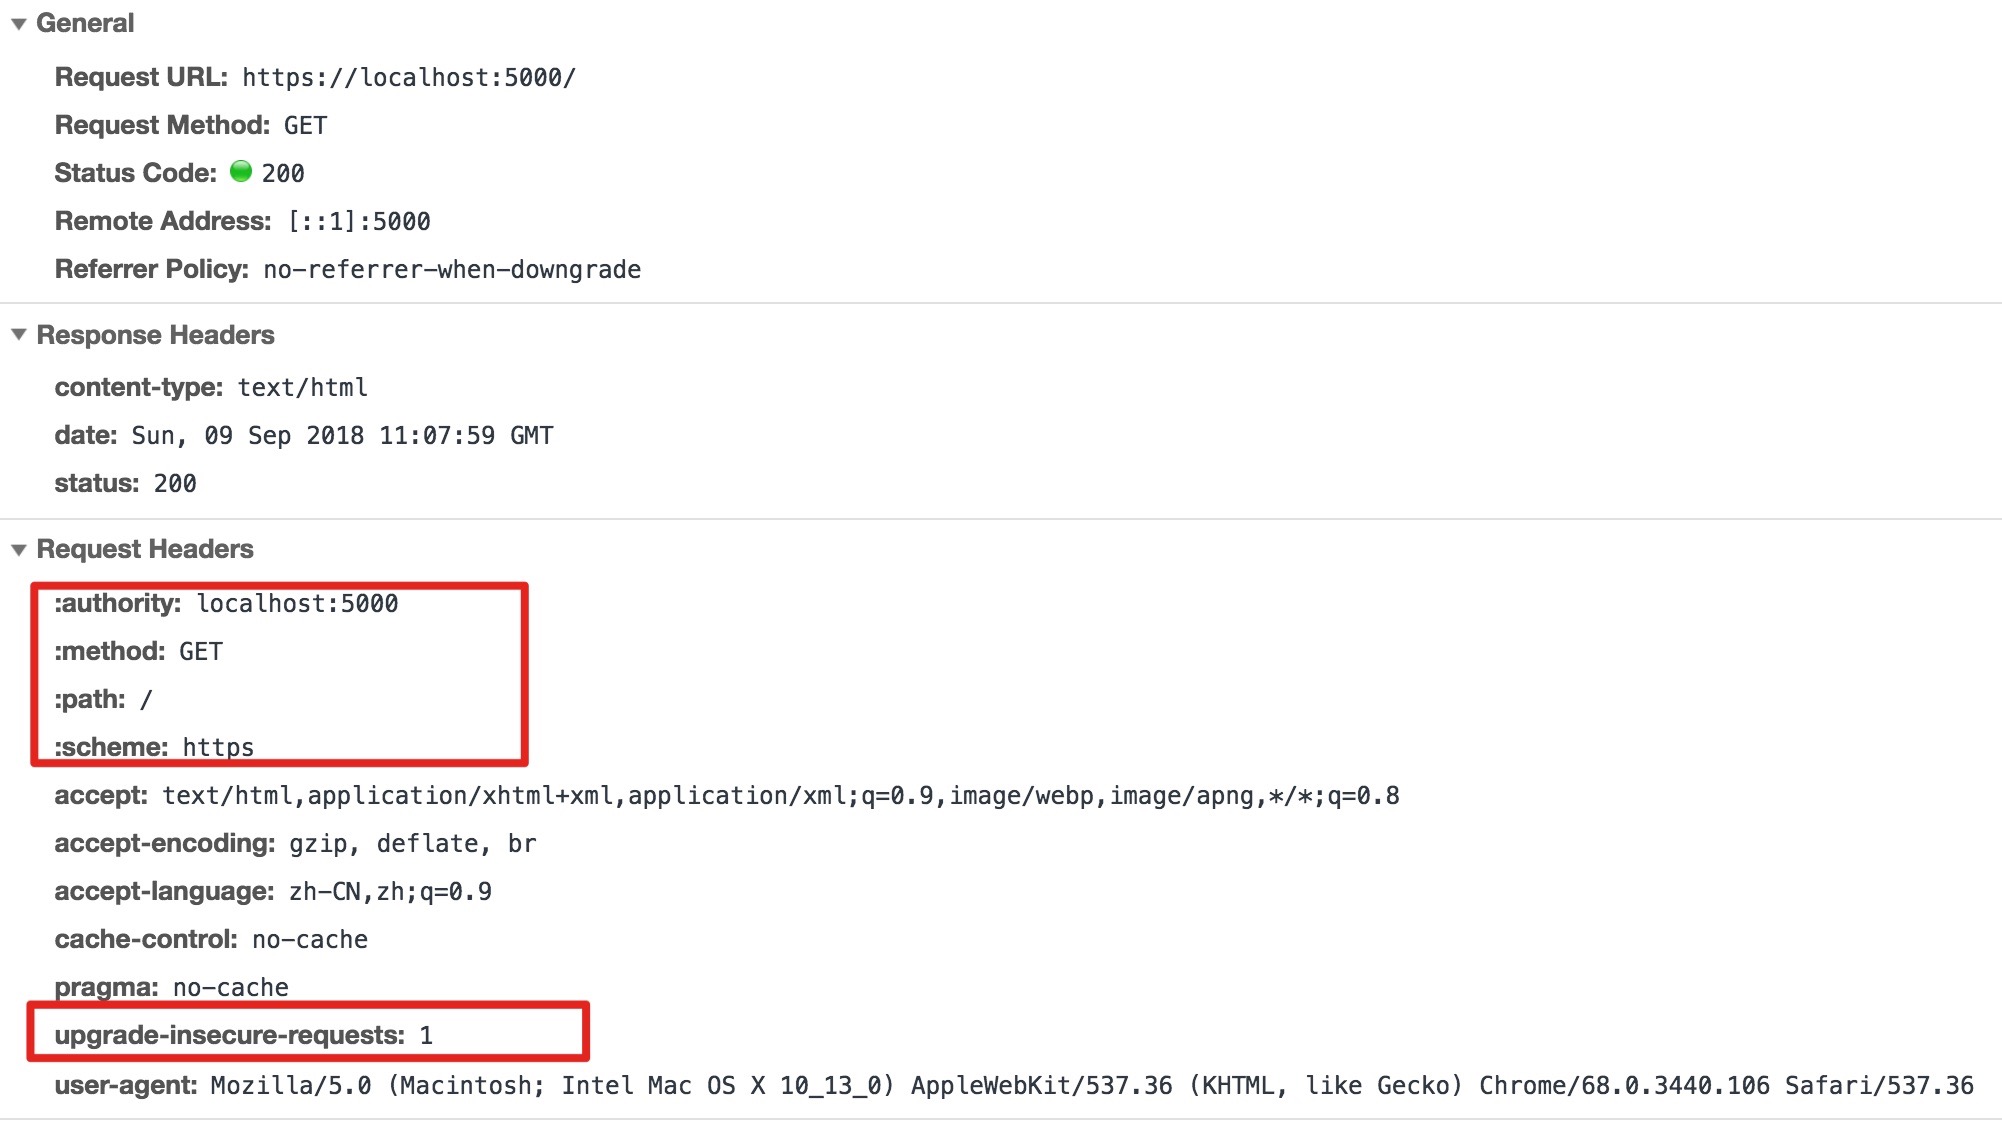 General
Request URL: https://localhost:5000/
Request Method: GET
Status Code: 200
Remote Address: [::1]:5000
Referrer Policy: no-referrer-when-downgrade
Response Headers
content-type: text/html
date: Sun, 09 Sep 2018 11:07:59 GMT
status: 200
Request Headers
:authority: localhost:5000
:method: GET
:path: /
:scheme: https
accept: text/html,application/xhtml+xml,application/xml;q=0.9,image/webp,image/apng,*/*;q=0.8
accept-encoding: gzip, deflate, br
accept-language: zh-CN,zh;q=0.9
cache-control: no-cache
pragma: no-cache
upgrade-insecure-requests: 1
user-agent: Mozilla/5.0 (Macintosh; Intel Mac OS X 10_13_0) AppleWebKit/537.36 (KHTML, like Gecko) Chrome/68.0.3440.106 Safari/537.36